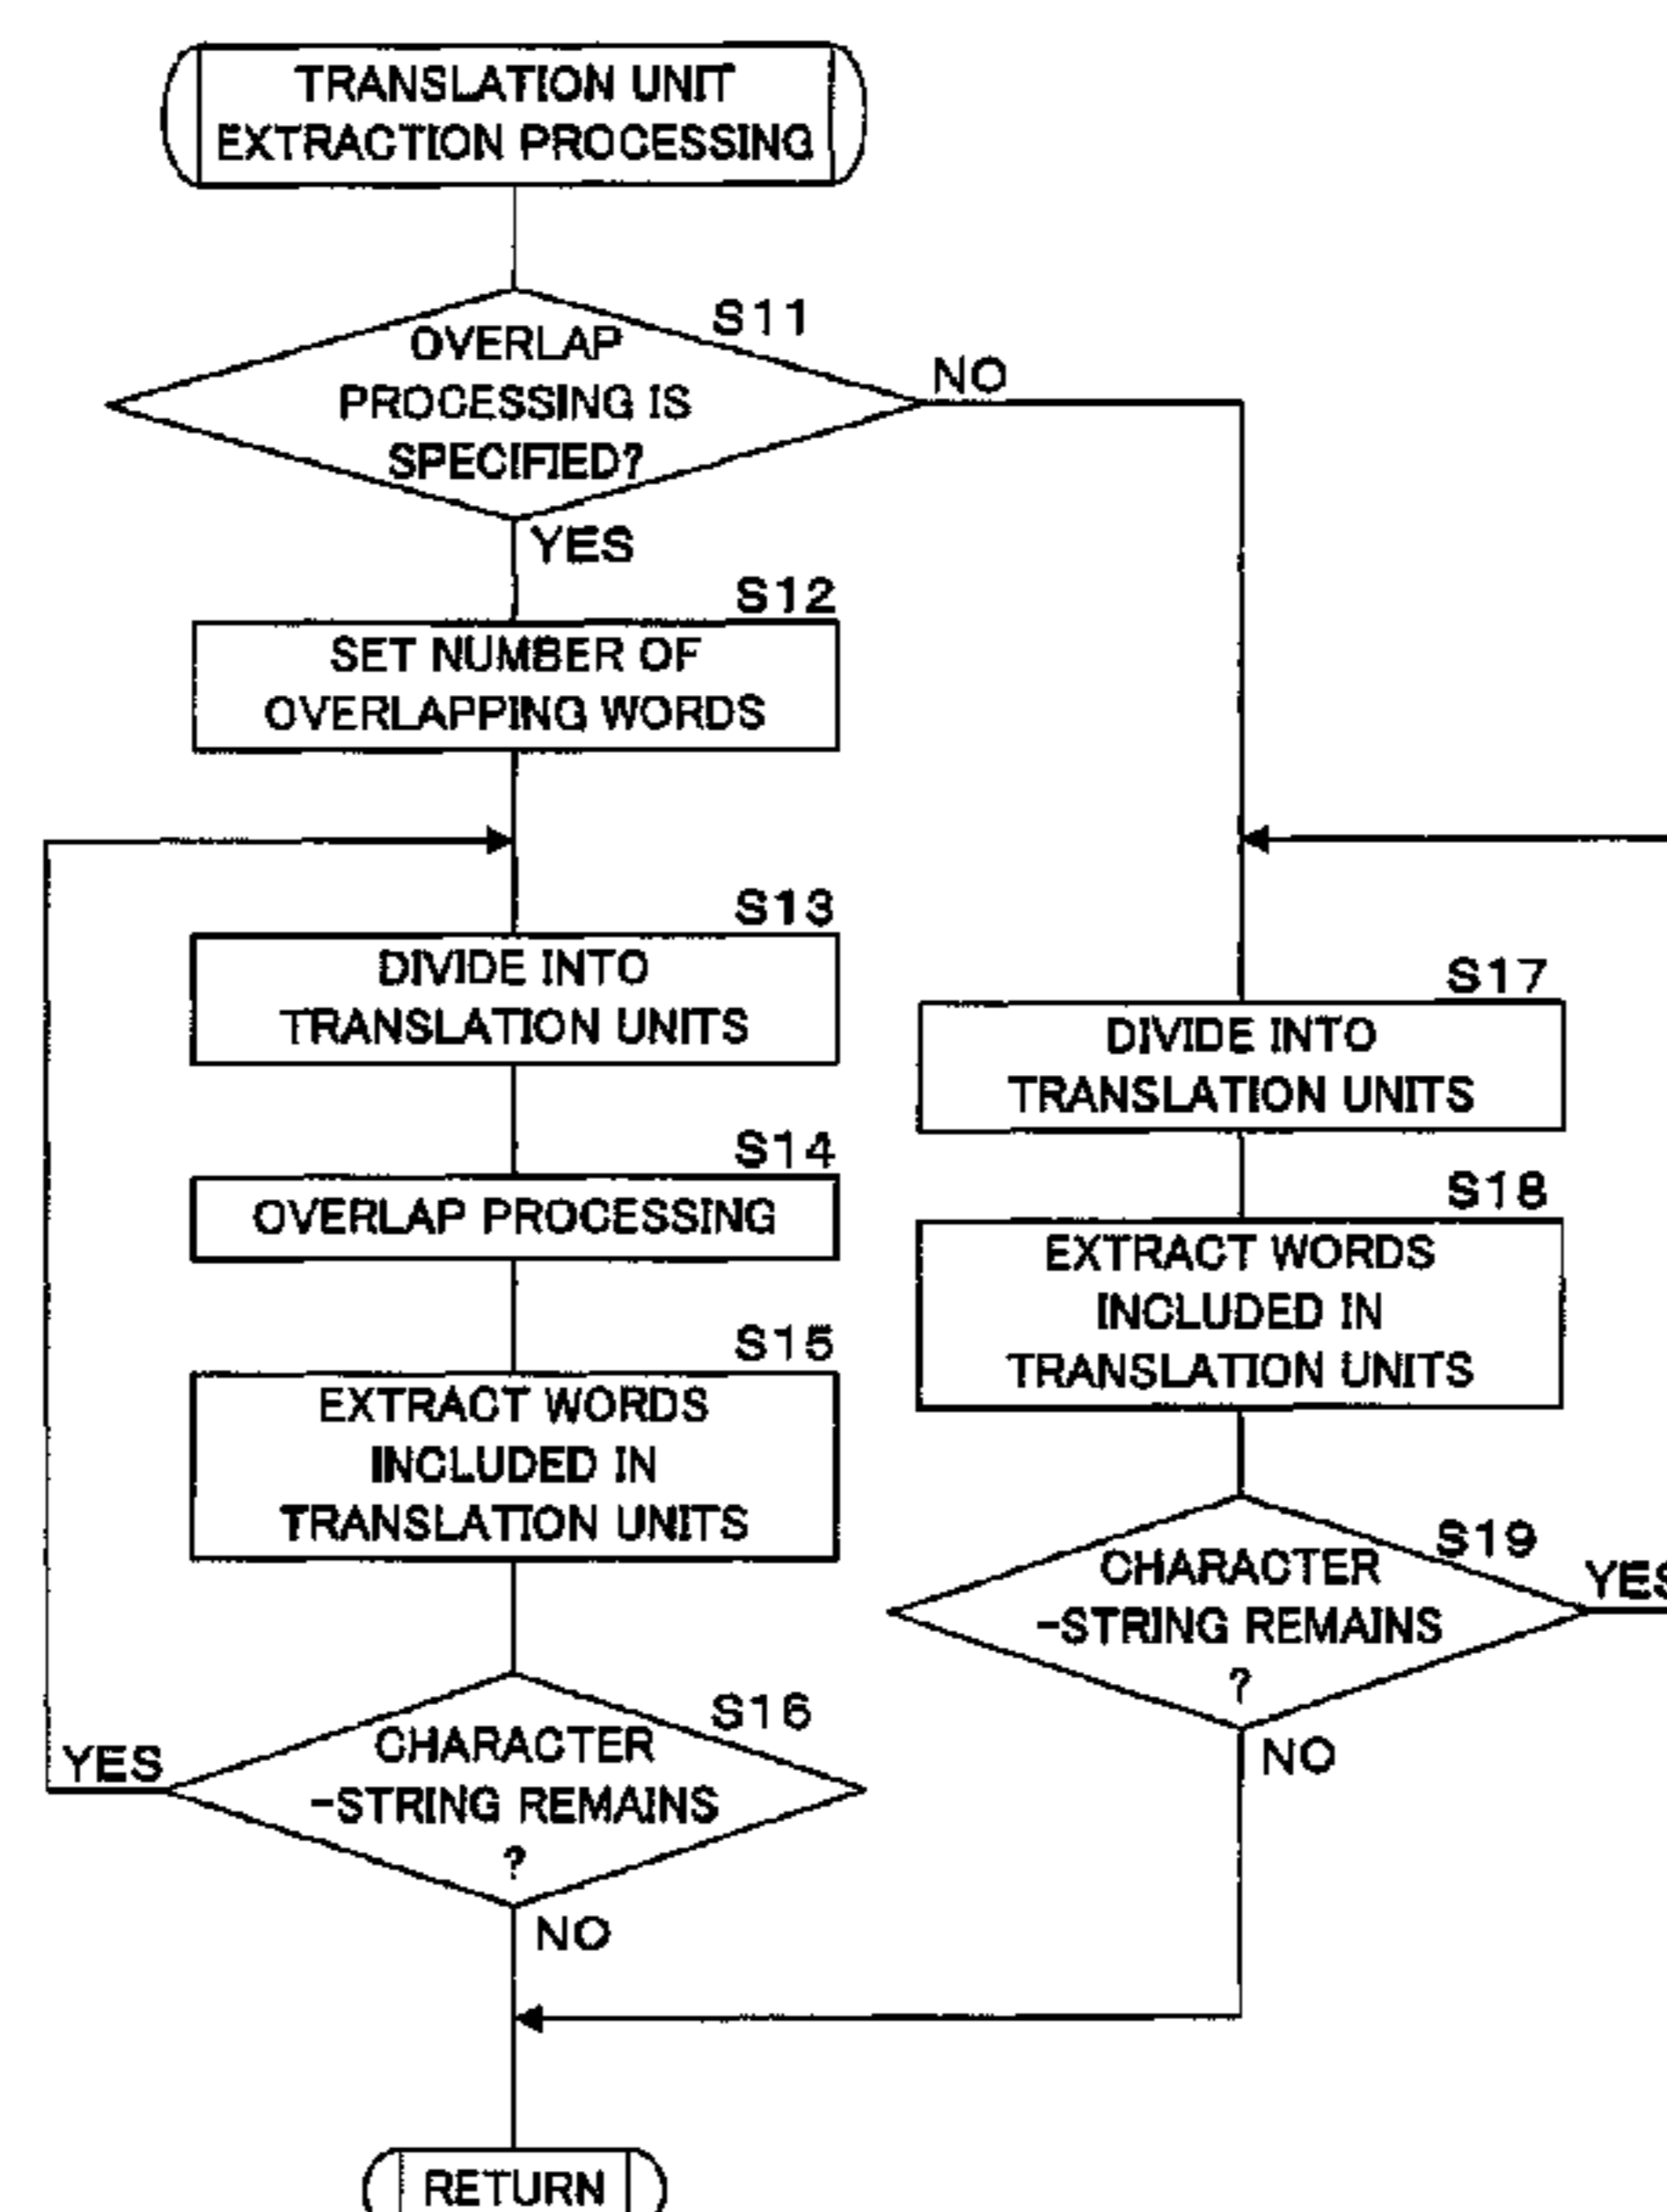 TRANSLATION UNIT
EXTRACTION PROCESSING
S11
OVERLAP
PROCESSING IS
SPECIFIED?
NO
YES
S12
SET NUMBER OF
OVERLAPPING WORDS
S13
DIVIDE INTO
TRANSLATION UNITS
S14
OVERLAP PROCESSING
S15
EXTRACT WORDS
INCLUDED IN
TRANSLATION UNITS
S16
CHARACTER
-STRING REMAINS
?
YES
NO
S17
DIVIDE INTO
TRANSLATION UNITS
S18
EXTRACT WORDS
INCLUDED IN
TRANSLATION UNITS
S19
CHARACTER
-STRING REMAINS
?
YES
NO
RETURN